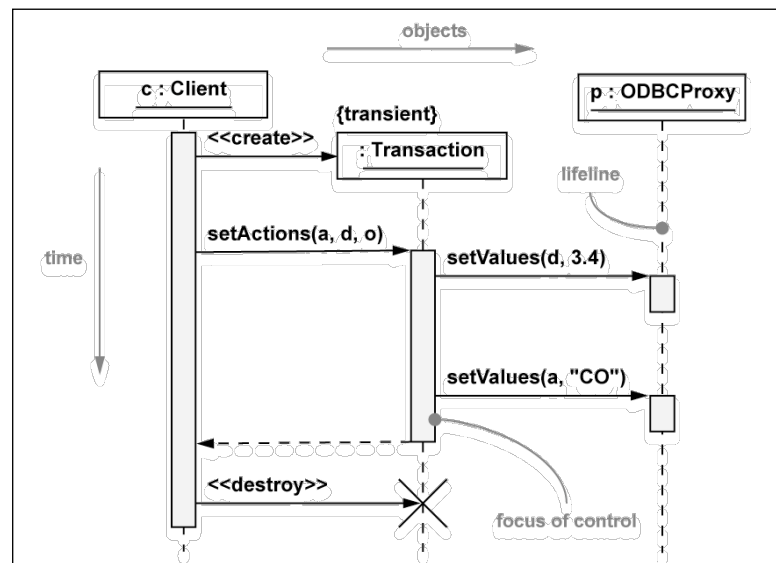 objects
c : Client
p : ODBCProxy
{transient}
<<create>>
: Transaction
lifeline
setActions(a, d, o)
time
setValues(d, 3.4)
setValues(a, "CO")
<<destroy>>
focus of control